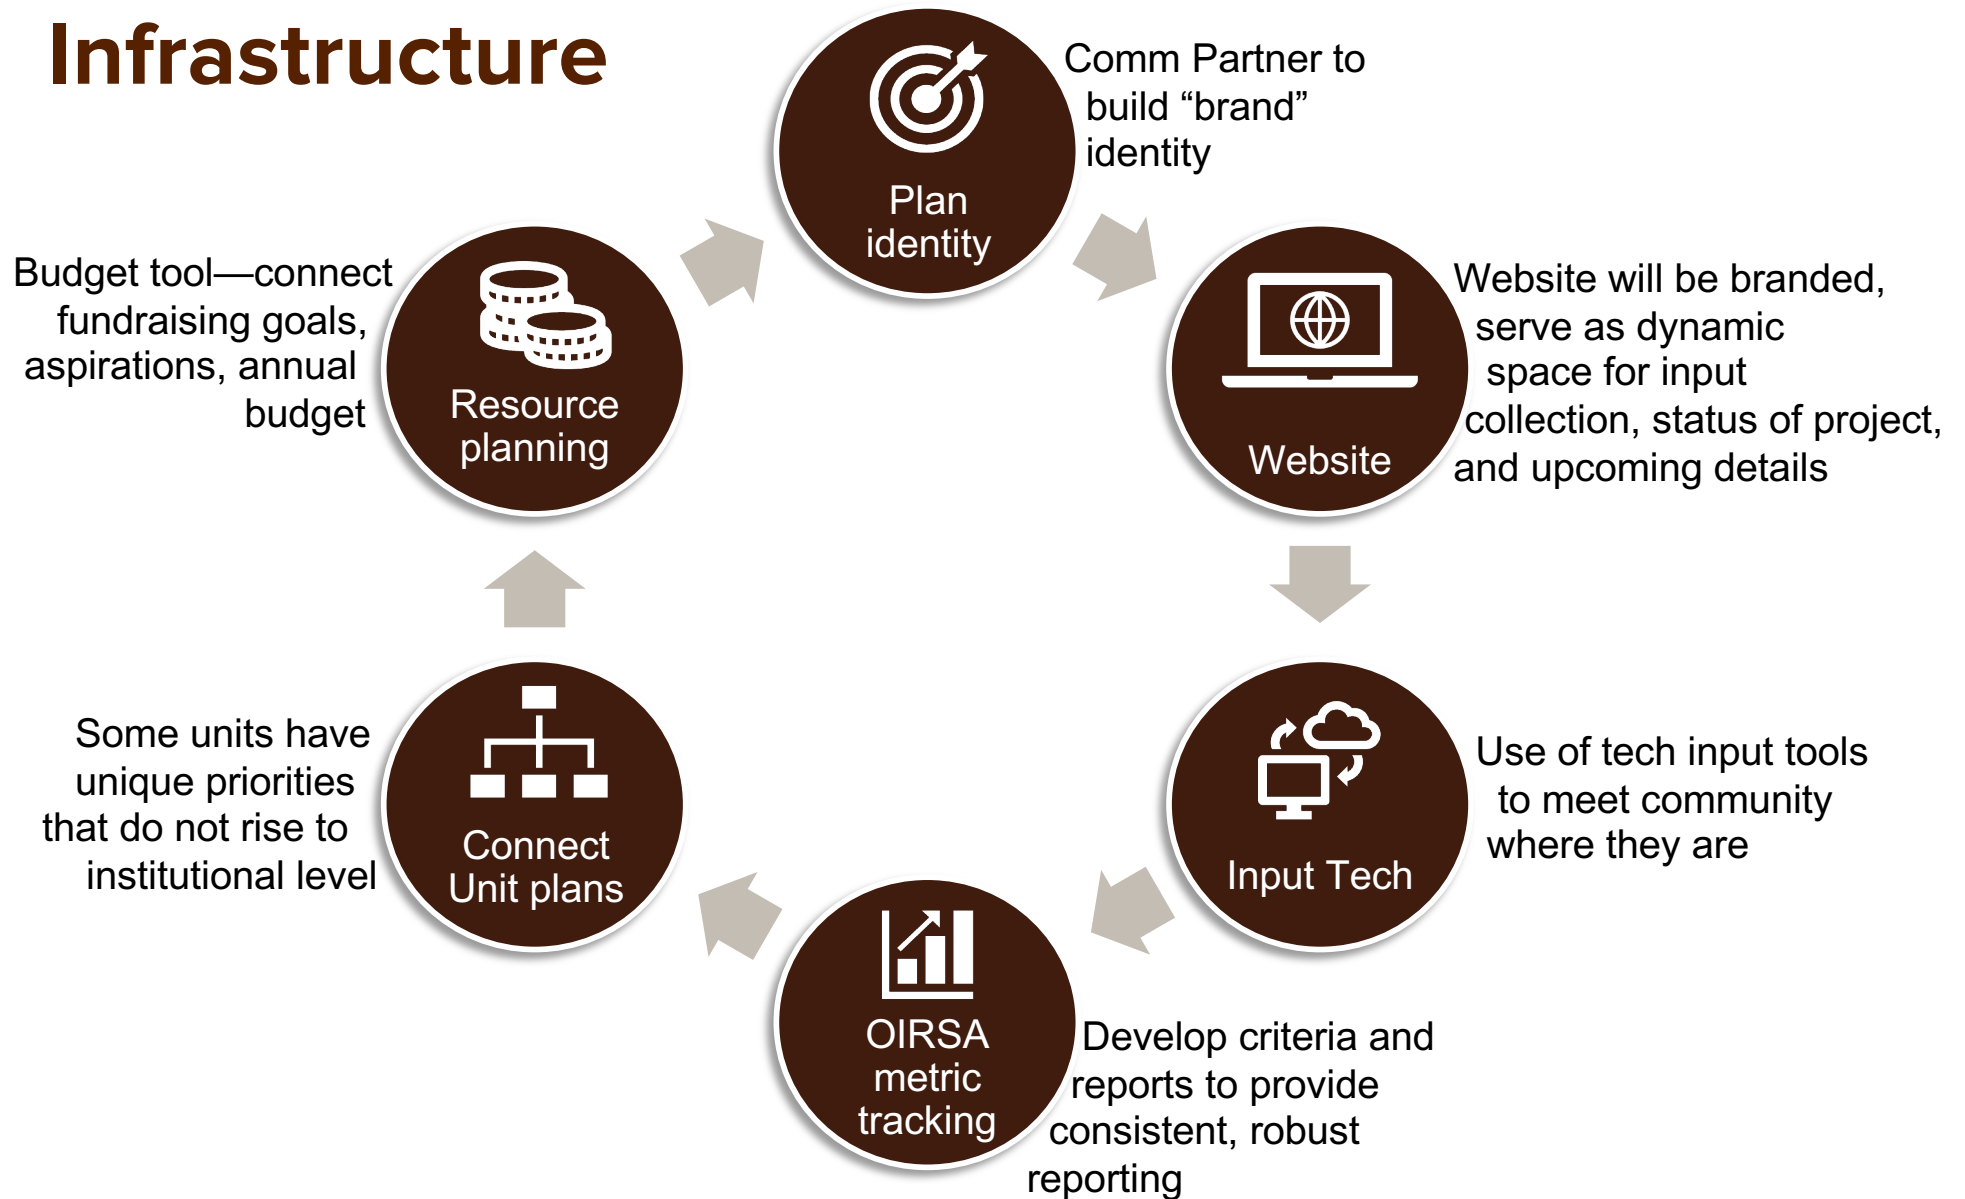 Infrastructure
Plan
identity
Comm Partner to
build “brand”
identity
Website
Website will be branded,
serve as dynamic
space for input
collection, status of project,
and upcoming details
Input Tech
Use of tech input tools
to meet community
where they are
OIRSA
metric
tracking
Develop criteria and
reports to provide
consistent, robust
reporting
Connect
Unit plans
Some units have
unique priorities
that do not rise to
institutional level
Resource
planning
Budget tool—connect
fundraising goals,
aspirations, annual
budget